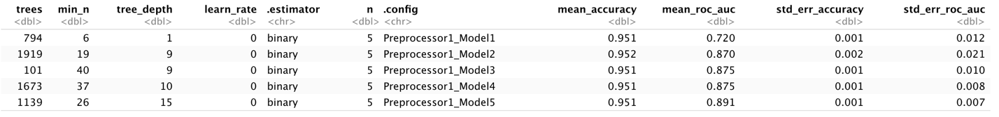 trees min_n tree_depth learn_rate .estimator n .config mean_accuracy mean_roc_auc std_err_accuracy std_err_roc_auc
<dbl> <dbl> <dbl> <dbl> <chr> <dbl> <chr> <dbl> <dbl> <dbl> <dbl>
794 6 1 0 binary 5 Preprocessor1_Model1 0.951 0.720 0.001 0.012
1919 19 9 0 binary 5 Preprocessor1_Model2 0.952 0.870 0.002 0.021
101 40 9 0 binary 5 Preprocessor1_Model3 0.951 0.875 0.001 0.010
1673 37 10 0 binary 5 Preprocessor1_Model4 0.951 0.875 0.001 0.008
1139 26 15 0 binary 5 Preprocessor1_Model5 0.951 0.891 0.001 0.007